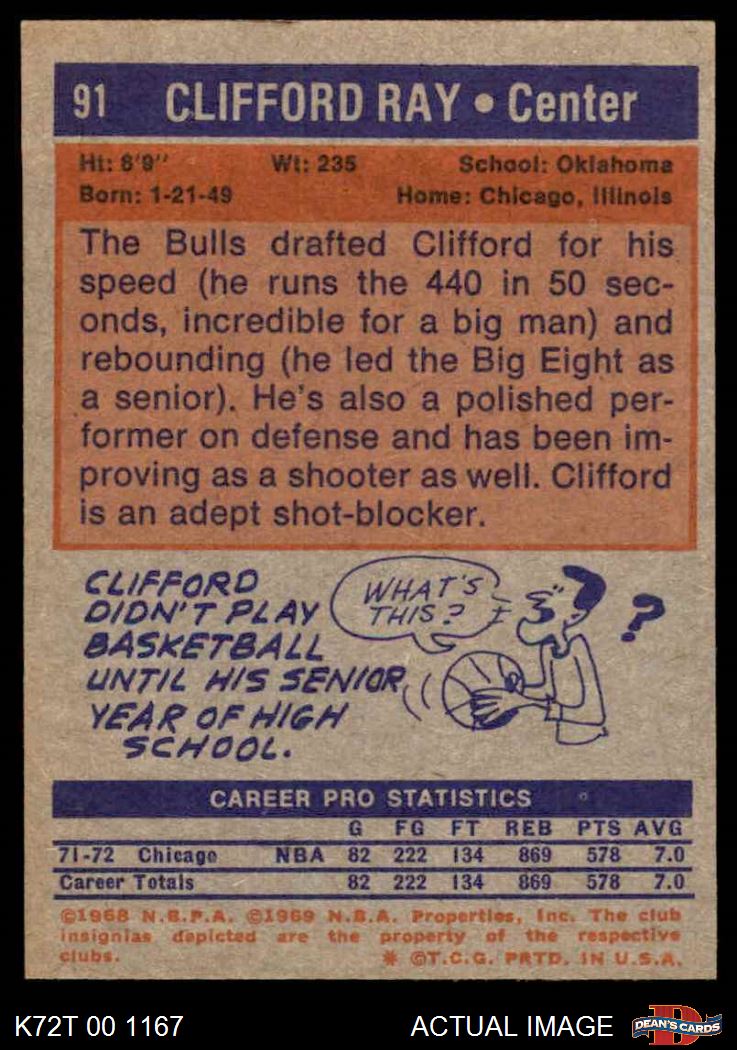 91 CLIFFORD RAY • Center
Ht: 6'9" Wt: 235 School: Oklahoma
Born: 1-21-49 Home: Chicago, Illinois
The Bulls drafted Clifford for his
speed (he runs the 440 in 50 sec-
onds, incredible for a big man) and
rebounding (he led the Big Eight as
a senior). He's also a polished per-
former on defense and has been im-
proving as a shooter as well. Clifford
is an adept shot-blocker.
CLIFFORD
DIDN'T PLAY
BASKETBALL
UNTIL HIS SENIOR
YEAR OF HIGH
SCHOOL.
WHAT'S
THIS?
?
CAREER PRO STATISTICS
G FG FT REB PTS AVG
71-72 Chicago NBA 82 222 134 869 578 7.0
Career Totals 82 222 134 869 578 7.0
©1968 N.B.P.A. ©1969 N.B.A. Properties, Inc. The club
insignias depicted are the property of the respective
clubs. * ©T.C.G. PRTD. IN U.S.A.
K72T 00 1167 ACTUAL IMAGE
D
DEAN'S CARDS